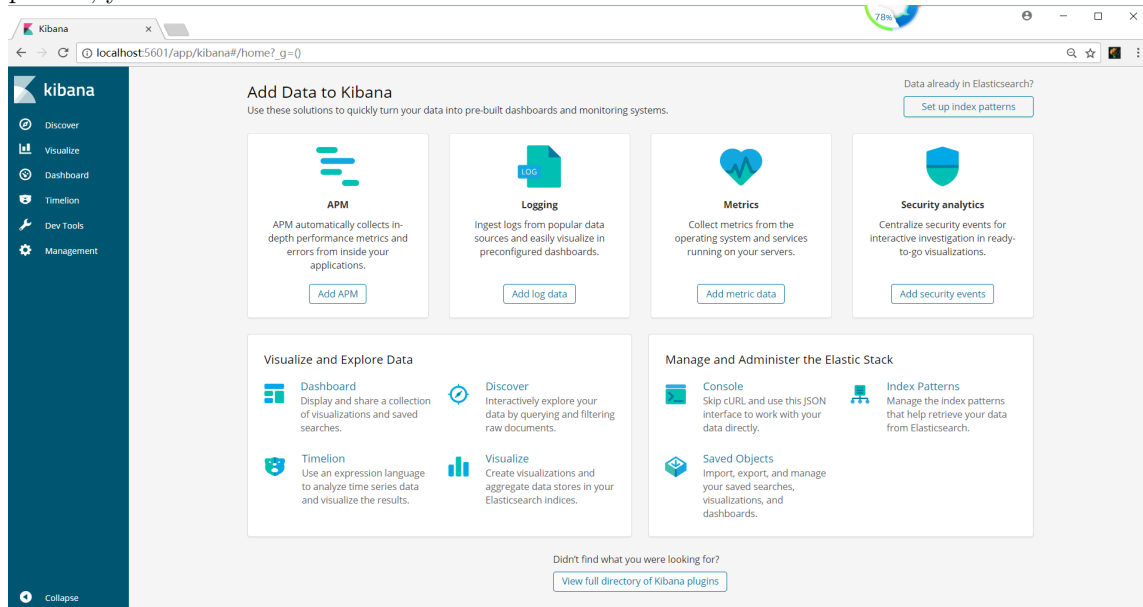 78%
Kibana
localhost:5601/app/kibana#/home?_g=()
kibana
Discover
Visualize
Dashboard
Timelion
Dev Tools
Management
Collapse
Add Data to Kibana
Use these solutions to quickly turn your data into pre-built dashboards and monitoring systems.
Data already in Elasticsearch?
Set up index patterns
APM
APM automatically collects in-
depth performance metrics and
errors from inside your
applications.
Add APM
LOG
Logging
Ingest logs from popular data
sources and easily visualize in
preconfigured dashboards.
Add log data
Metrics
Collect metrics from the
operating system and services
running on your servers.
Add metric data
Security analytics
Centralize security events for
interactive investigation in ready-
to-go visualizations.
Add security events
Visualize and Explore Data
Dashboard
Display and share a collection
of visualizations and saved
searches.
Discover
Interactively explore your
data by querying and filtering
raw documents.
Timelion
Use an expression language
to analyze time series data
and visualize the results.
Visualize
Create visualizations and
aggregate data stores in your
Elasticsearch indices.
Manage and Administer the Elastic Stack
Console
Skip cURL and use this JSON
interface to work with your
data directly.
Index Patterns
Manage the index patterns
that help retrieve your data
from Elasticsearch.
Saved Objects
Import, export, and manage
your saved searches,
visualizations, and
dashboards.
Didn't find what you were looking for?
View full directory of Kibana plugins